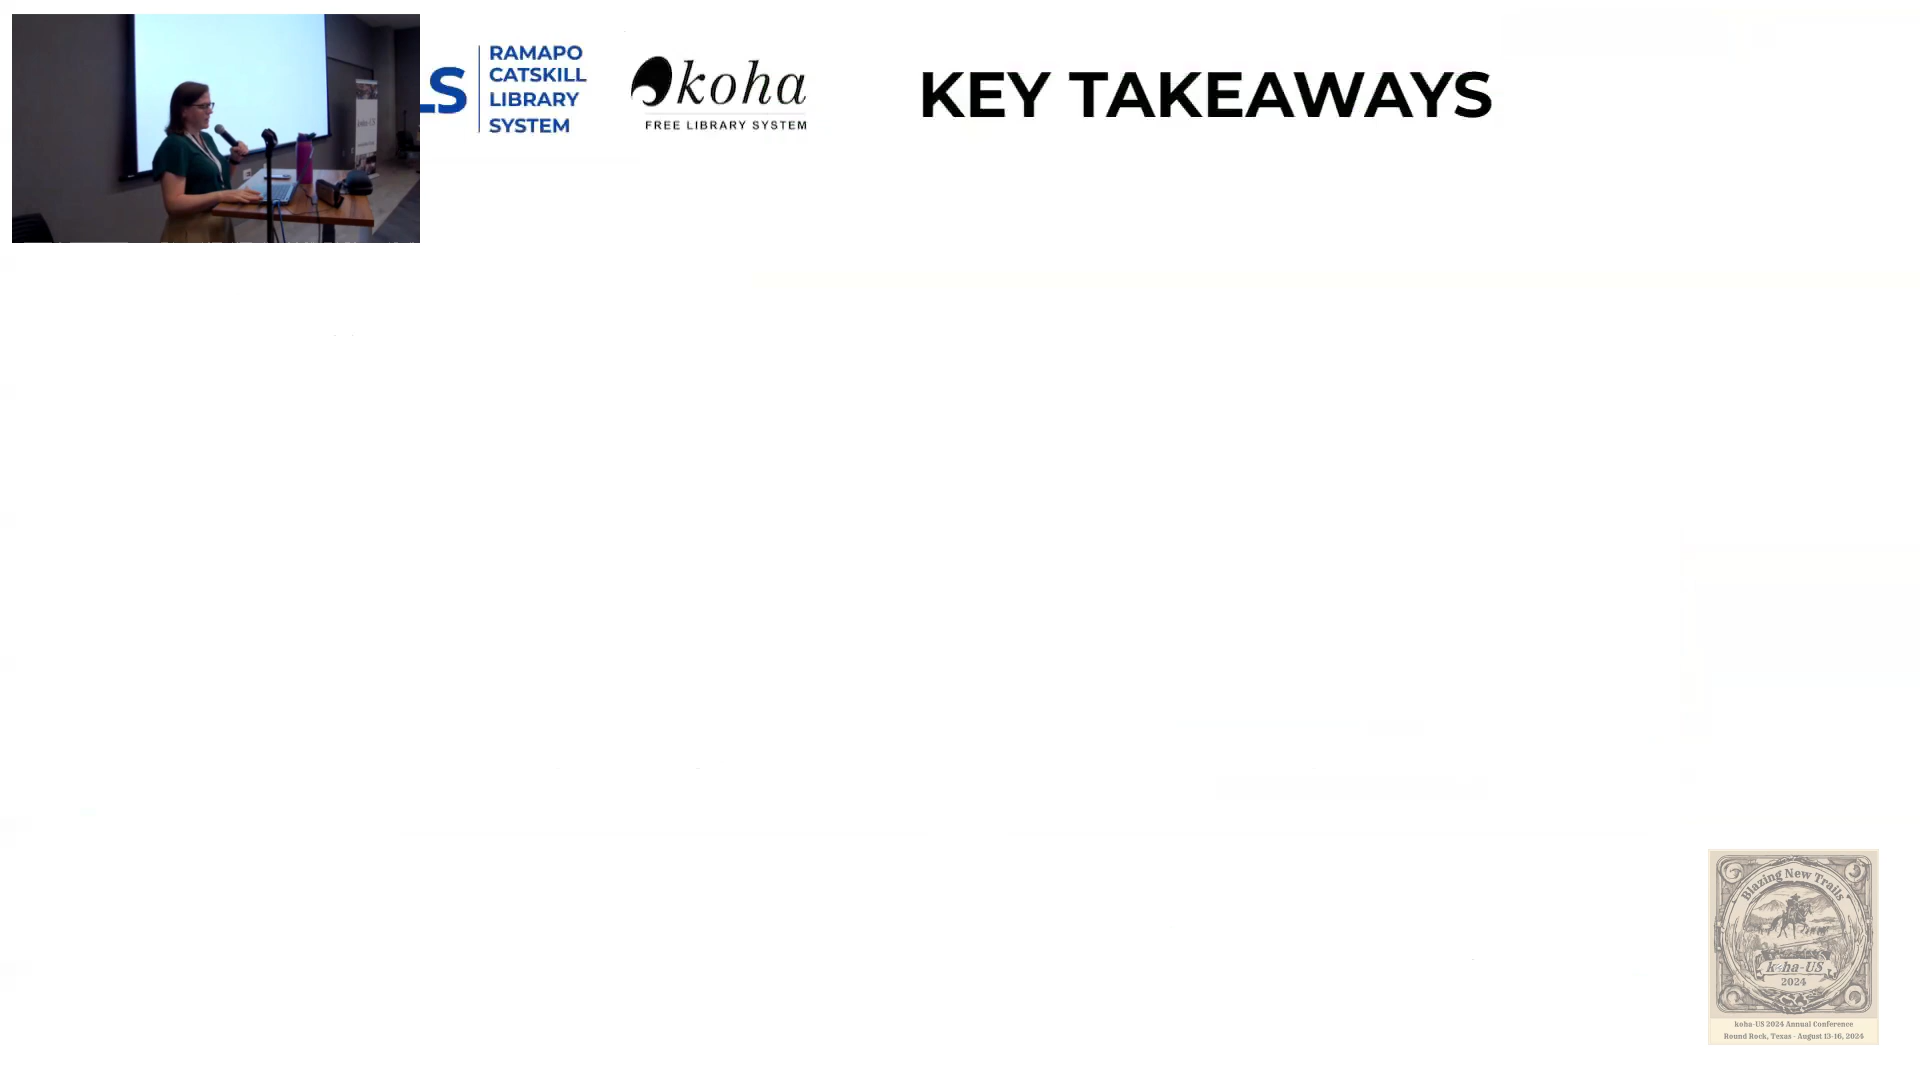 LS
RAMAPO
CATSKILL
LIBRARY
SYSTEM
koha
FREE LIBRARY SYSTEM
KEY TAKEAWAYS
Blazing New Trails
koha-US
2024
koha-US 2024 Annual Conference
Round Rock, Texas - August 13-16, 2024